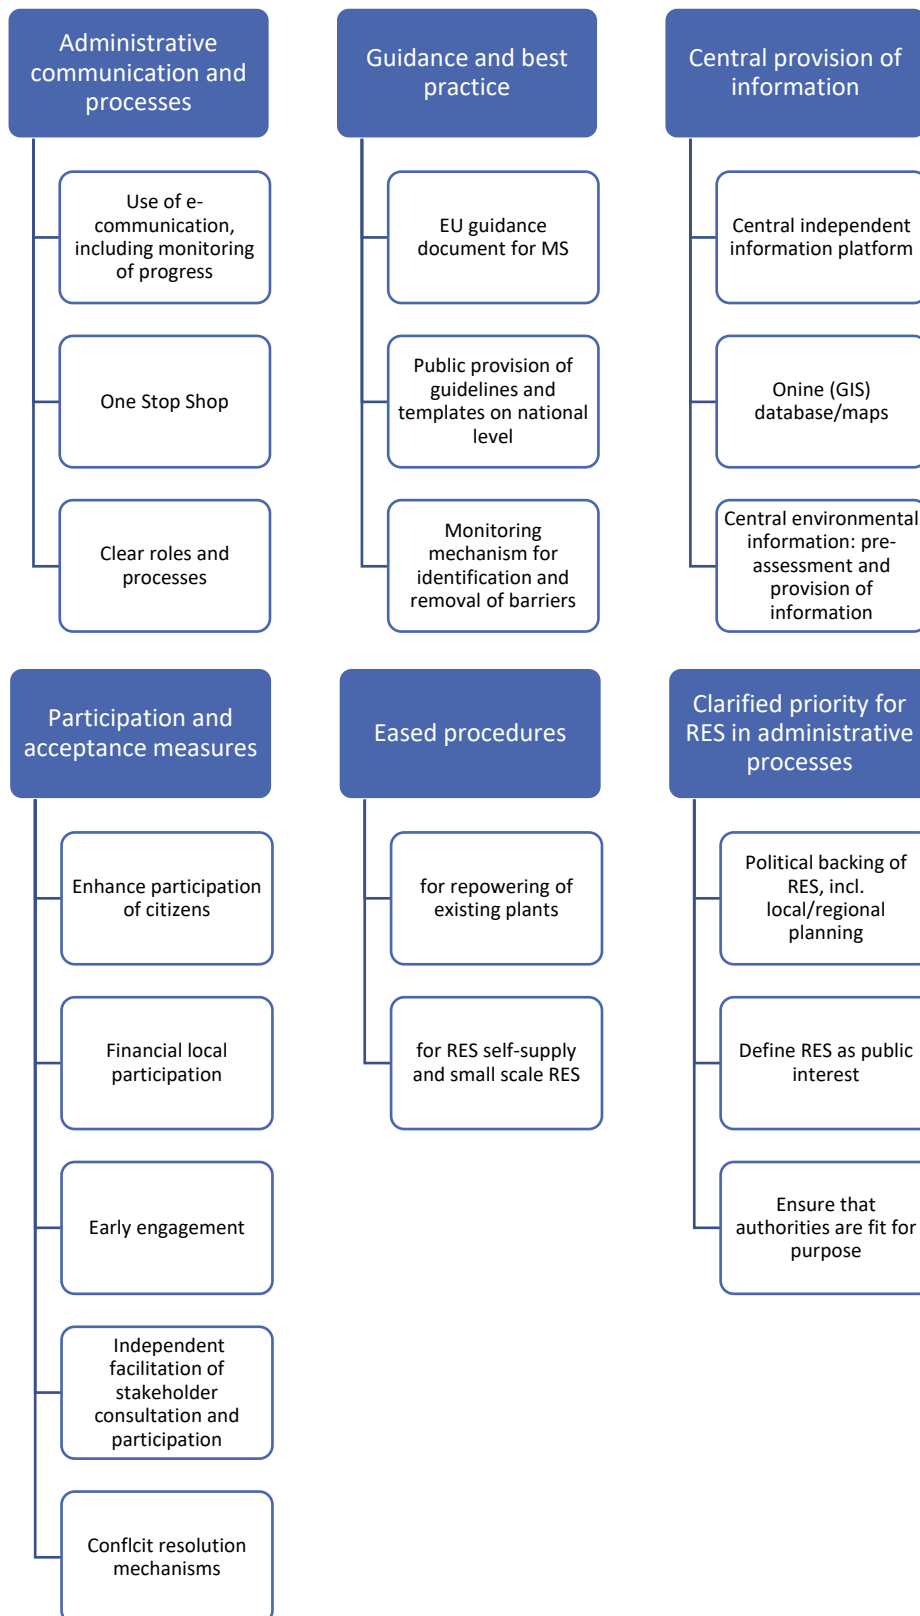 Administrative
communication and
processes
Use of e-
communication,
including monitoring
of progress
One Stop Shop
Clear roles and
processes
Guidance and best
practice
EU guidance
document for MS
Public provision of
guidelines and
templates on national
level
Monitoring
mechanism for
identification and
removal of barriers
Central provision of
information
Central independent
information platform
Onine (GIS)
database/maps
Central environmental
information: pre-
assessment and
provision of
information
Participation and
acceptance measures
Enhance participation
of citizens
Financial local
participation
Early engagement
Independent
facilitation of
stakeholder
consultation and
participation
Conflcit resolution
mechanisms
Eased procedures
for repowering of
existing plants
for RES self-supply
and small scale RES
Clarified priority for
RES in administrative
processes
Political backing of
RES, incl.
local/regional
planning
Define RES as public
interest
Ensure that
authorities are fit for
purpose